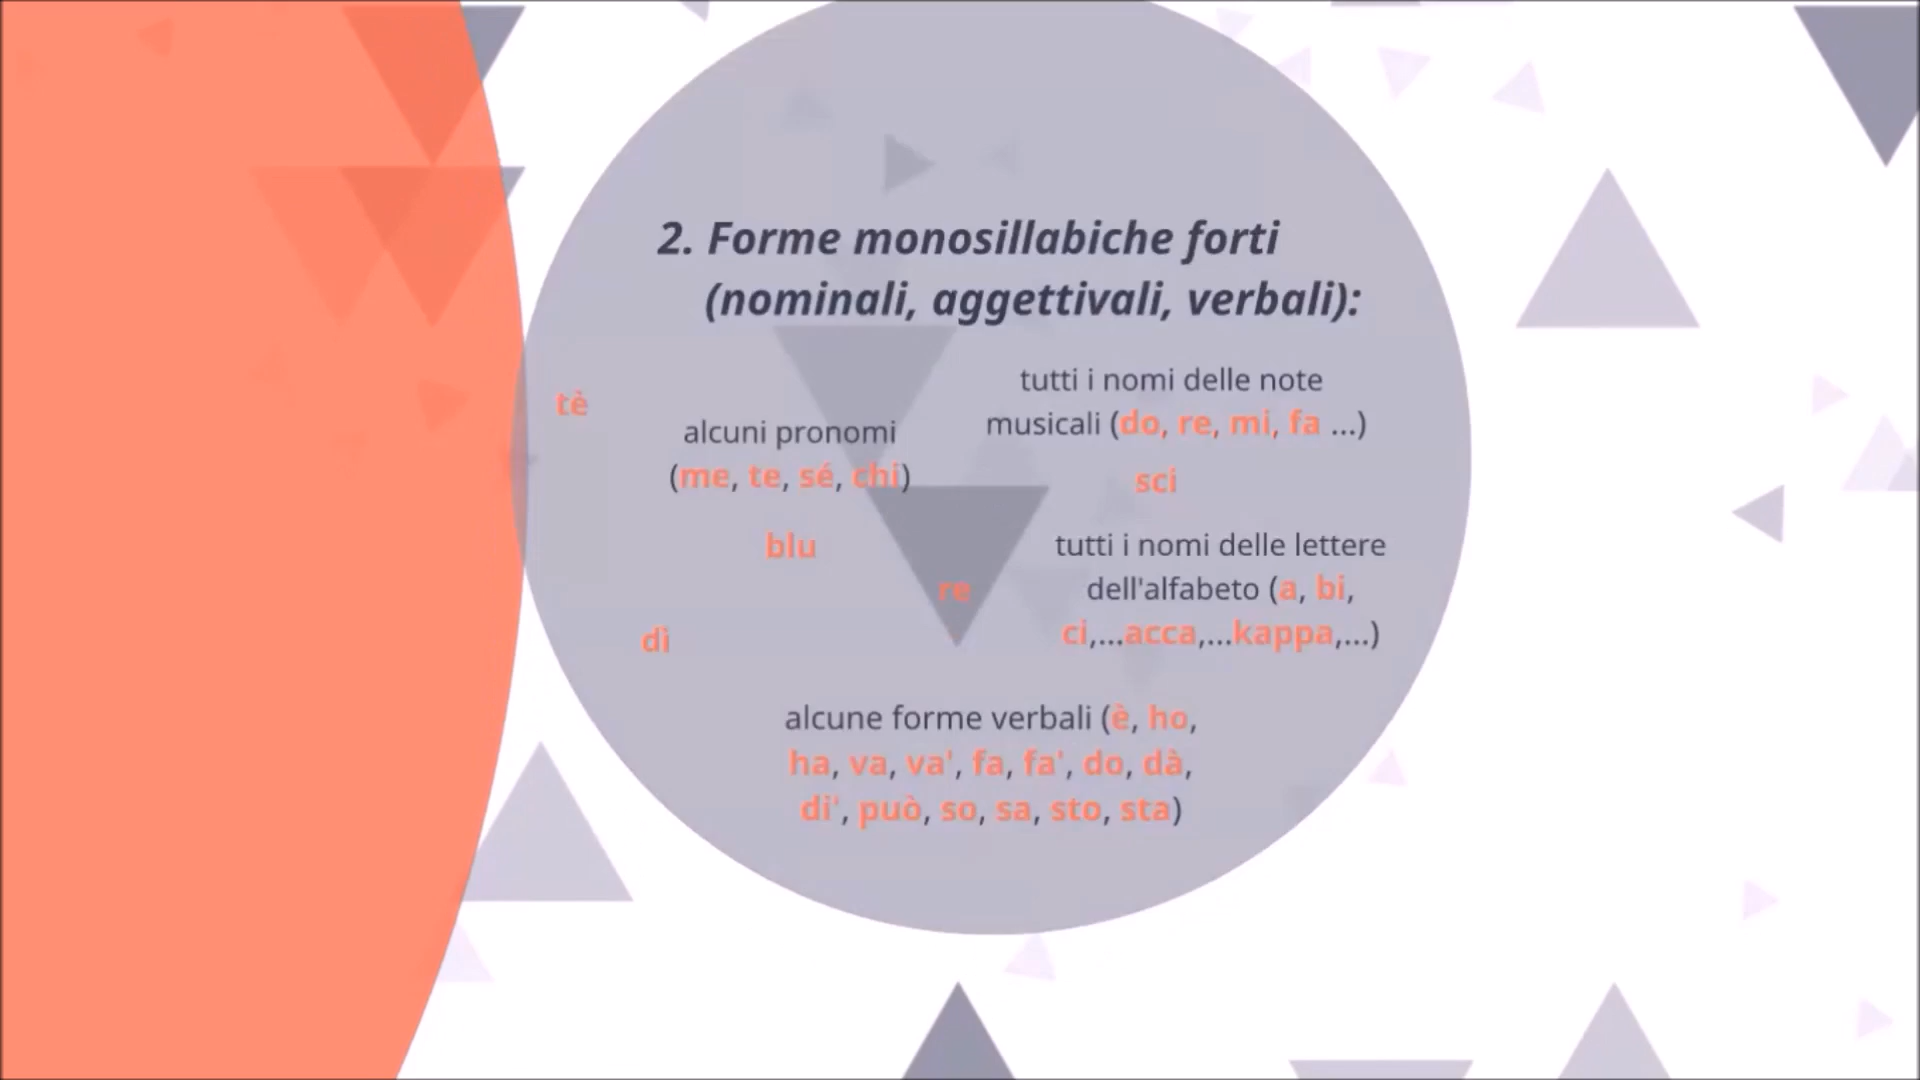 2. Forme monosillabiche forti
(nominali, aggettivali, verbali):
tè
alcuni pronomi
(me, te, sé, chi)
tutti i nomi delle note
musicali (do, re, mi, fa ...)
sci
blu
re
tutti i nomi delle lettere
dell'alfabeto (a, bi,
ci,...acca,...kappa,...)
dì
alcune forme verbali (è, ho,
ha, va, va', fa, fa', do, dà,
di', può, so, sa, sto, sta)